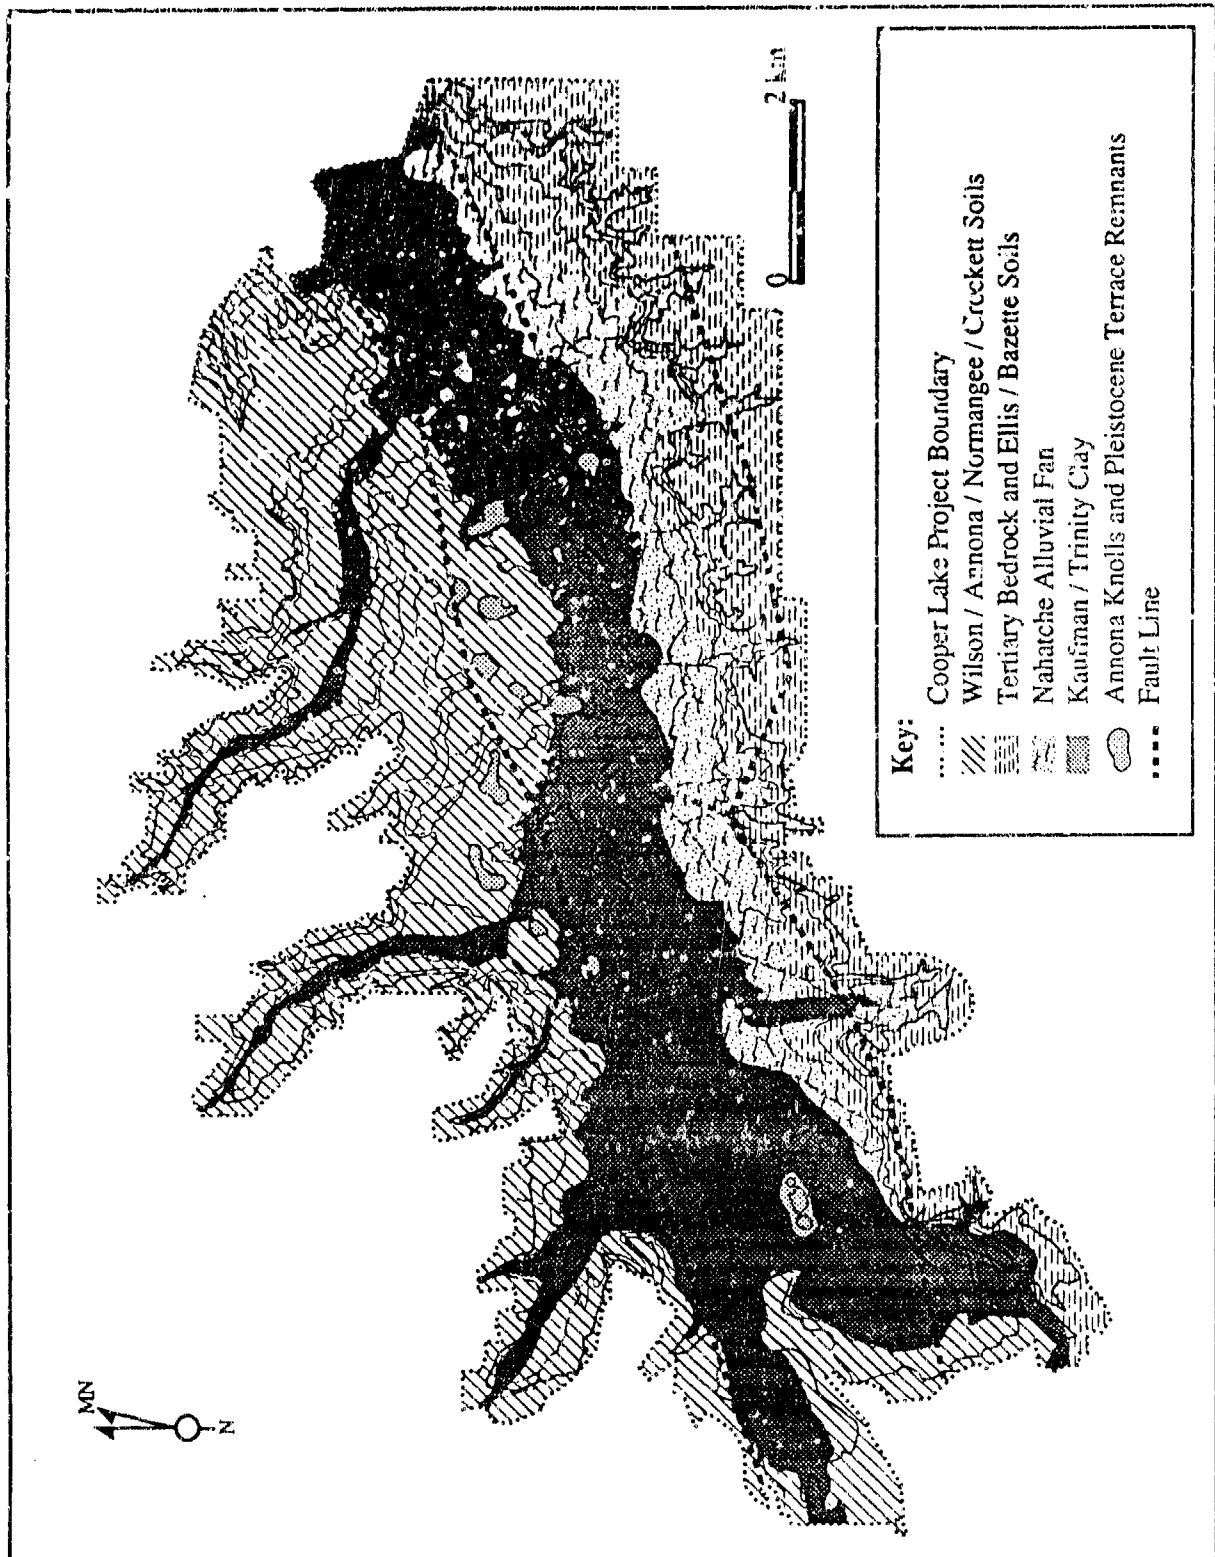 MN
N
0 2 km
Key:
Cooper Lake Project Boundary
Wilson / Annona / Normangee / Crockett Soils
Tertiary Bedrock and Ellis / Bazette Soils
Nahatche Alluvial Fan
Kaufman / Trinity Clay
Annona Knolls and Pleistocene Terrace Remnants
Fault Line